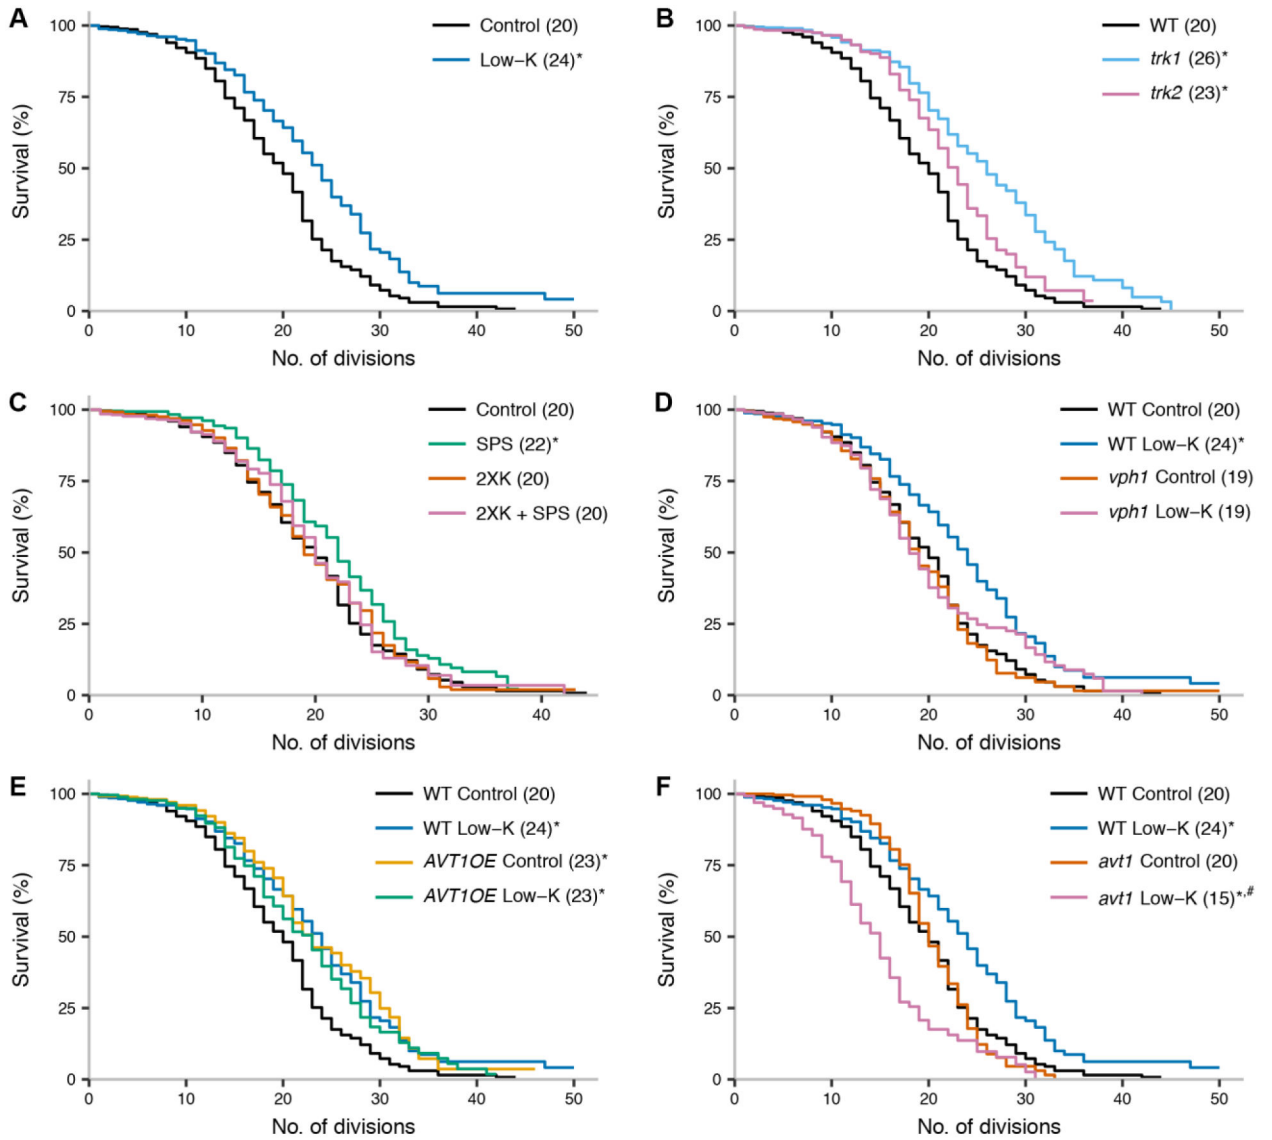 A
Control (20)
Low–K (24)*
Survival (%)
100
75
50
25
0
0 10 20 30 40 50
No. of divisions
B
WT (20)
trk1 (26)*
trk2 (23)*
Survival (%)
100
75
50
25
0
0 10 20 30 40 50
No. of divisions
C
Control (20)
SPS (22)*
2XK (20)
2XK + SPS (20)
Survival (%)
100
75
50
25
0
0 10 20 30 40
No. of divisions
D
WT Control (20)
WT Low–K (24)*
vph1 Control (19)
vph1 Low–K (19)
Survival (%)
100
75
50
25
0
0 10 20 30 40 50
No. of divisions
E
WT Control (20)
WT Low–K (24)*
AVT1OE Control (23)*
AVT1OE Low–K (23)*
Survival (%)
100
75
50
25
0
0 10 20 30 40 50
No. of divisions
F
WT Control (20)
WT Low–K (24)*
avt1 Control (20)
avt1 Low–K (15)*,#
Survival (%)
100
75
50
25
0
0 10 20 30 40 50
No. of divisions